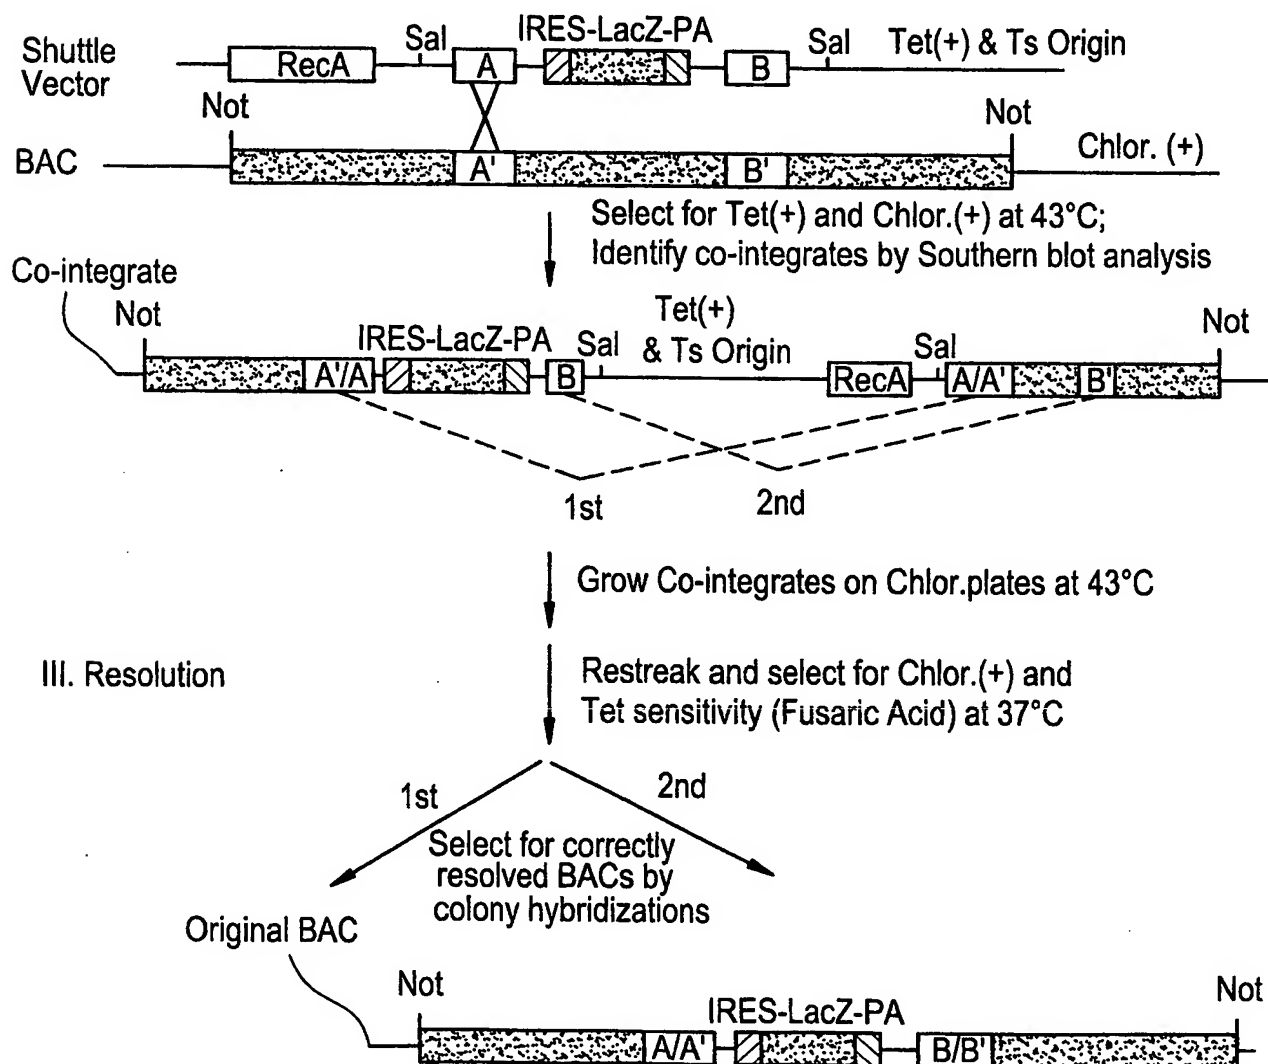 Shuttle
Vector
RecA
Sal
A
IRES-LacZ-PA
B
Sal
Tet(+) & Ts Origin
Not
Not
BAC
A'
B'
Chlor. (+)
Select for Tet(+) and Chlor.(+) at 43°C;
Identify co-integrates by Southern blot analysis
Co-integrate
Not
IRES-LacZ-PA
Sal
Tet(+)
& Ts Origin
Sal
Not
A'/A
B
RecA
A/A'
B'
1st
2nd
Grow Co-integrates on Chlor.plates at 43°C
III. Resolution
Restreak and select for Chlor.(+) and
Tet sensitivity (Fusaric Acid) at 37°C
1st
2nd
Select for correctly
resolved BACs by
colony hybridizations
Original BAC
Not
IRES-LacZ-PA
Not
A/A'
B/B'